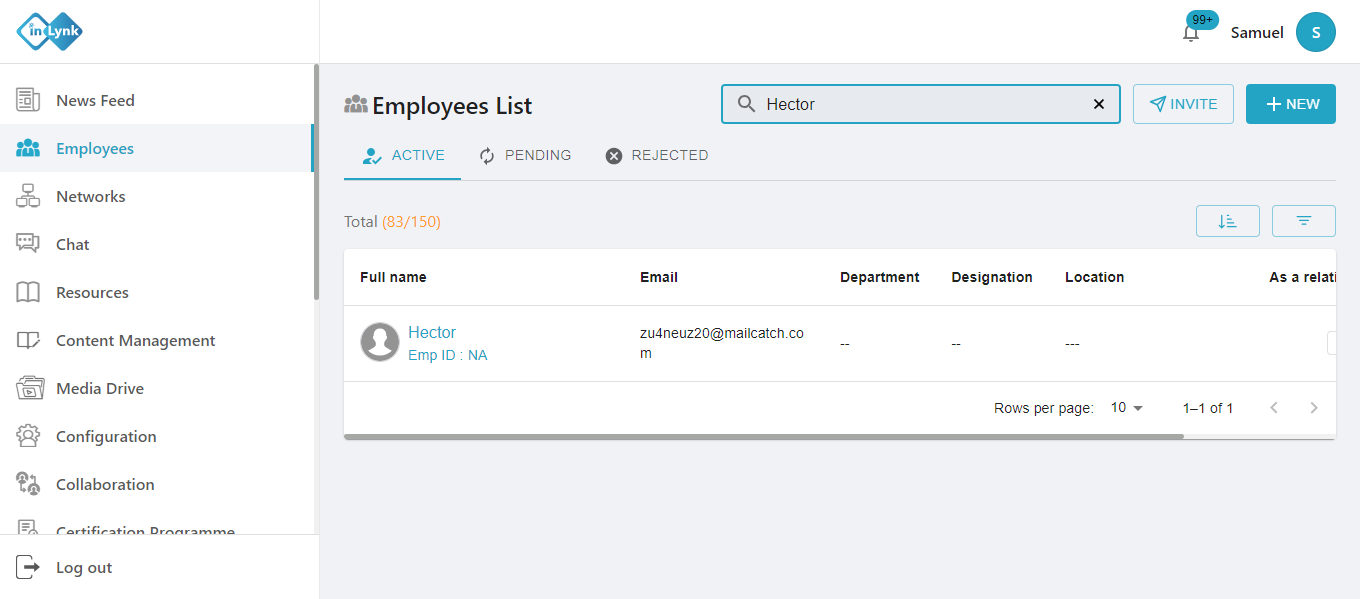 inLynk
99+
Samuel
S
News Feed
Employees
Networks
Chat
Resources
Content Management
Media Drive
Configuration
Collaboration
Certification Programme
Log out
Employees List
Hector
INVITE
NEW
ACTIVE
PENDING
REJECTED
Total (83/150)
Full name
Email
Department
Designation
Location
As a relati
Hector
Emp ID : NA
zu4neuz20@mailcatch.co
m
--
--
---
Rows per page:
10
1–1 of 1